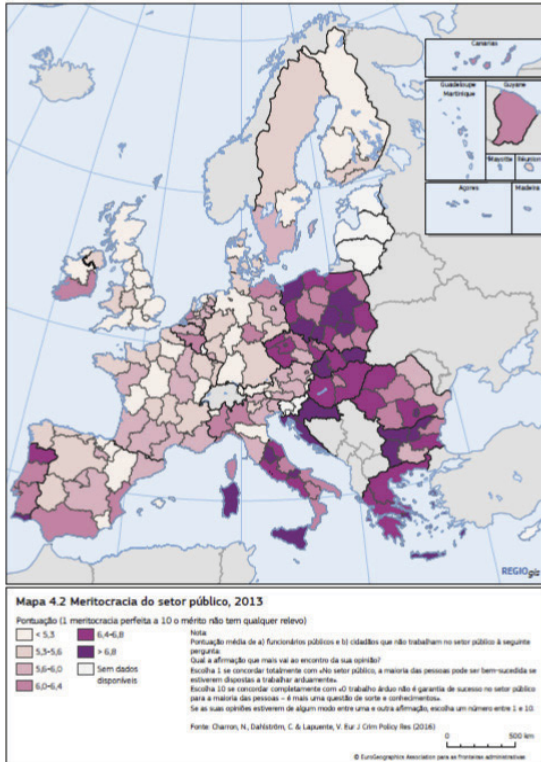 Canarias
Guadeloupe
Martinique
Guyane
Mayotte
Réunion
Açores
Madeira
REGIOgis
Mapa 4.2 Meritocracia do setor público, 2013
Pontuação (1 meritocracia perfeita a 10 o mérito não tem qualquer relevo)
< 5,3
5,3–5,6
5,6–6,0
6,0–6,4
6,4–6,8
> 6,8
Sem dados
disponíveis
Nota:
Pontuação média de a) funcionários públicos e b) cidadãos que não trabalham no setor público à seguinte
pergunta:
Qual a afirmação que mais vai ao encontro da sua opinião?
Escolha 1 se concordar totalmente com «No setor público, a maioria das pessoas pode ser bem-sucedida se
estiverem dispostas a trabalhar arduamente».
Escolha 10 se concordar completamente com «O trabalho árduo não é garantia de sucesso no setor público
para a maioria das pessoas – é mais uma questão de sorte e conhecimentos».
Se as suas opiniões estiverem de algum modo entre uma e outra afirmação, escolha um número entre 1 e 10.
Fonte: Charron, N., Dahlström, C. & Lapuente, V. Eur J Crim Policy Res (2016)
0 500 km
© EuroGeographics Association para as fronteiras administrativas